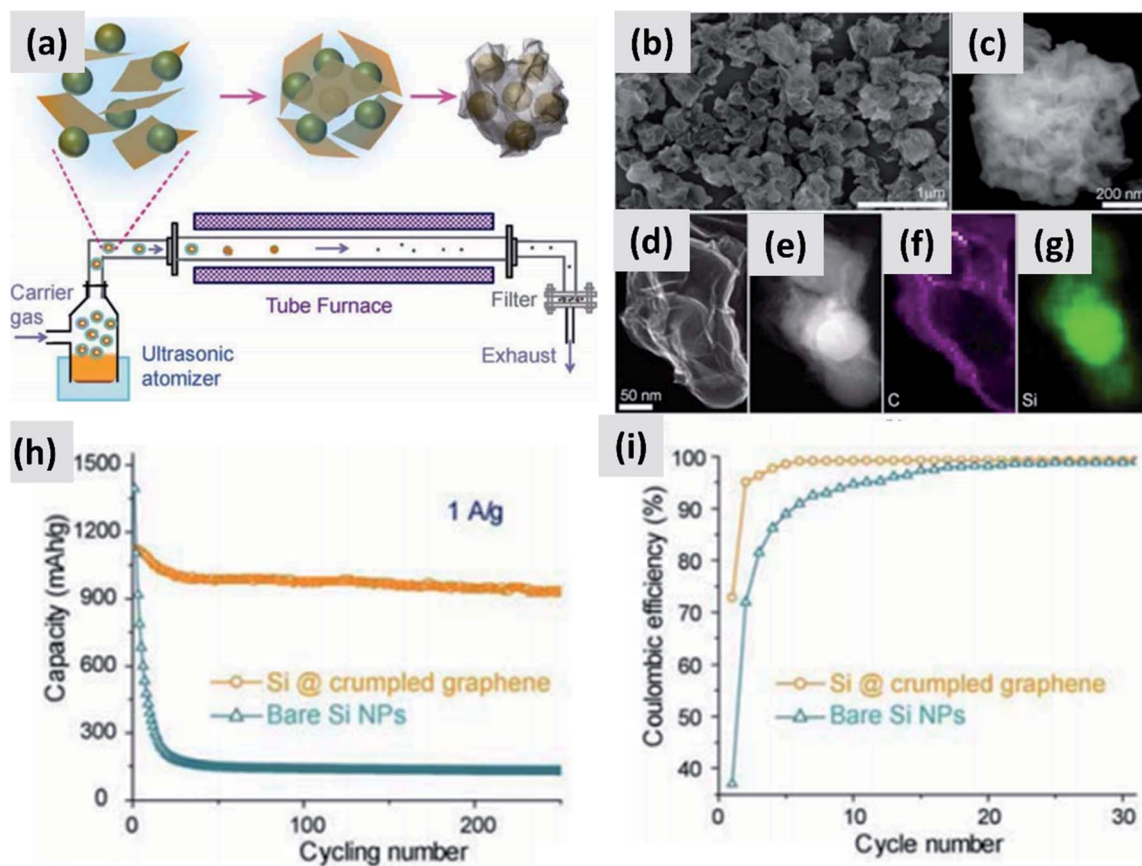 (a)
Carrier
gas
Tube Furnace
Ultrasonic
atomizer
Filter
Exhaust
(b)
1μm
(c)
200 nm
(d)
50 nm
(e)
(f)
C
(g)
Si
(h)
1500
1200
900
600
300
0
Capacity (mAh/g)
1 A/g
Si @ crumpled graphene
Bare Si NPs
0
100
200
Cycling number
(i)
100
90
80
70
60
50
40
Coulombic efficiency (%)
Si @ crumpled graphene
Bare Si NPs
0
10
20
30
Cycle number